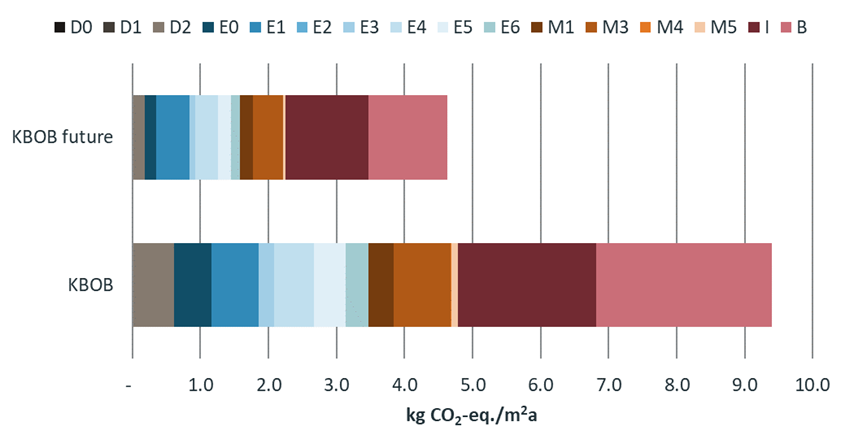 D0 D1 D2 E0 E1 E2 E3 E4 E5 E6 M1 M3 M4 M5 I B
KBOB future
KBOB
- 1.0 2.0 3.0 4.0 5.0 6.0 7.0 8.0 9.0 10.0
kg CO₂-eq./m²a